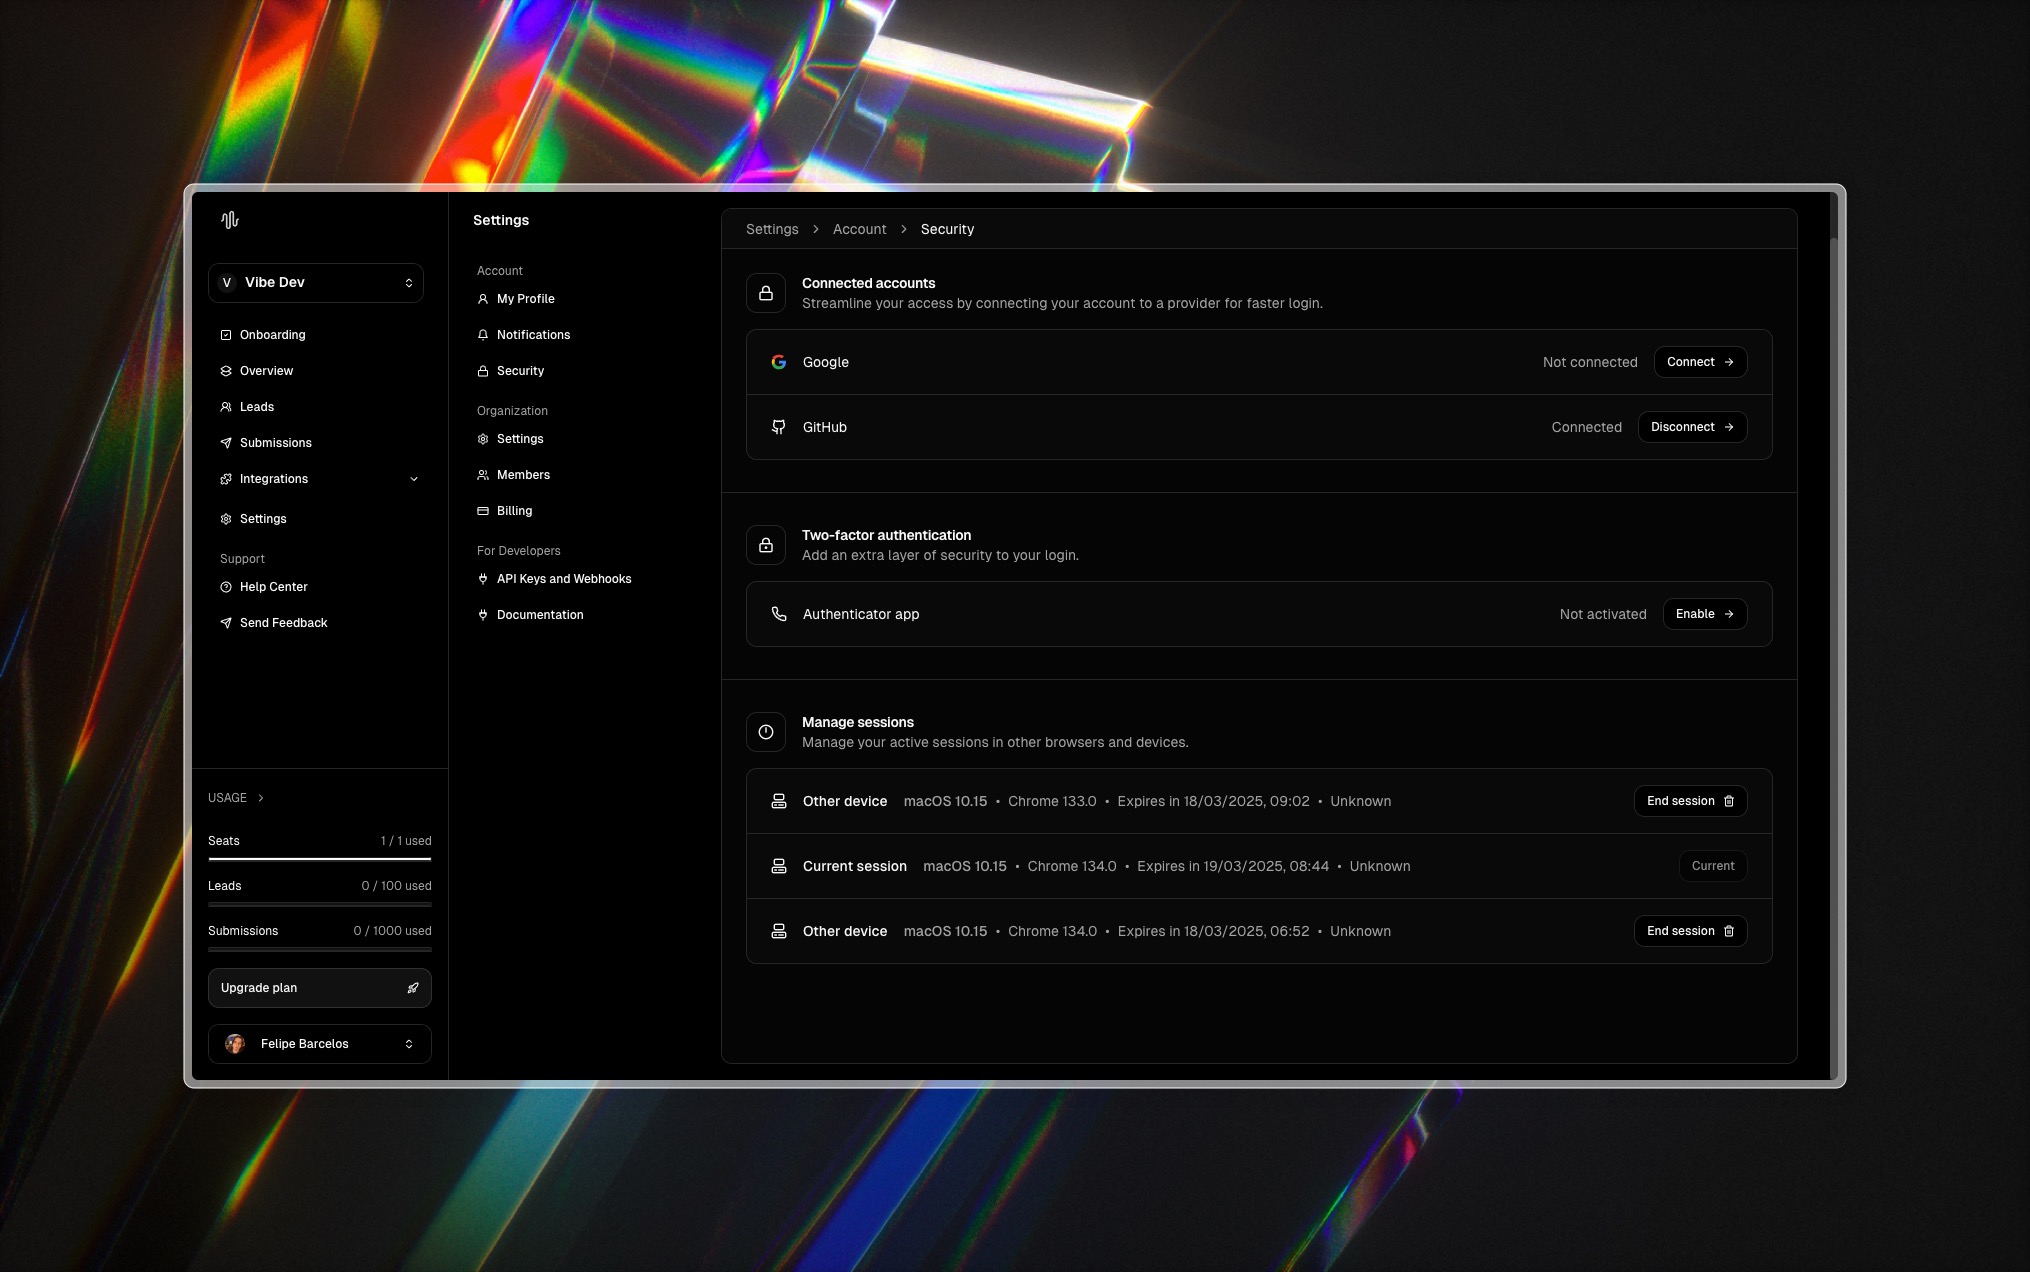 V Vibe Dev
Onboarding
Overview
Leads
Submissions
Integrations
Settings
Support
Help Center
Send Feedback
USAGE
Seats 1 / 1 used
Leads 0 / 100 used
Submissions 0 / 1000 used
Upgrade plan
Felipe Barcelos
Settings
Account
My Profile
Notifications
Security
Organization
Settings
Members
Billing
For Developers
API Keys and Webhooks
Documentation
Settings > Account > Security
Connected accounts
Streamline your access by connecting your account to a provider for faster login.
Google Not connected Connect →
GitHub Connected Disconnect →
Two-factor authentication
Add an extra layer of security to your login.
Authenticator app Not activated Enable →
Manage sessions
Manage your active sessions in other browsers and devices.
Other device macOS 10.15 • Chrome 133.0 • Expires in 18/03/2025, 09:02 • Unknown End session
Current session macOS 10.15 • Chrome 134.0 • Expires in 19/03/2025, 08:44 • Unknown Current
Other device macOS 10.15 • Chrome 134.0 • Expires in 18/03/2025, 06:52 • Unknown End session